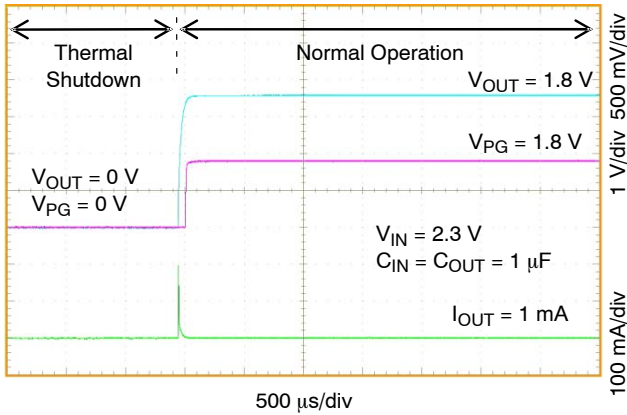 Thermal
Shutdown
Normal Operation
VOUT = 1.8 V
VPG = 1.8 V
VOUT = 0 V
VPG = 0 V
VIN = 2.3 V
CIN = COUT = 1 μF
IOUT = 1 mA
500 μs/div
500 mV/div
1 V/div
100 mA/div